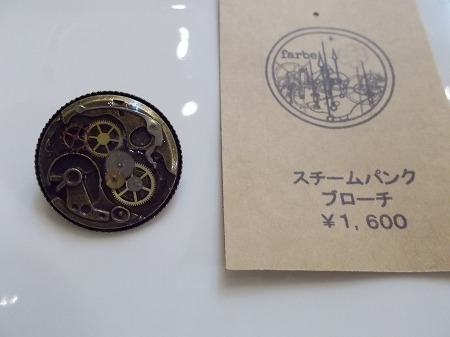 farbe
スチームパンク
ブローチ
￥1,600